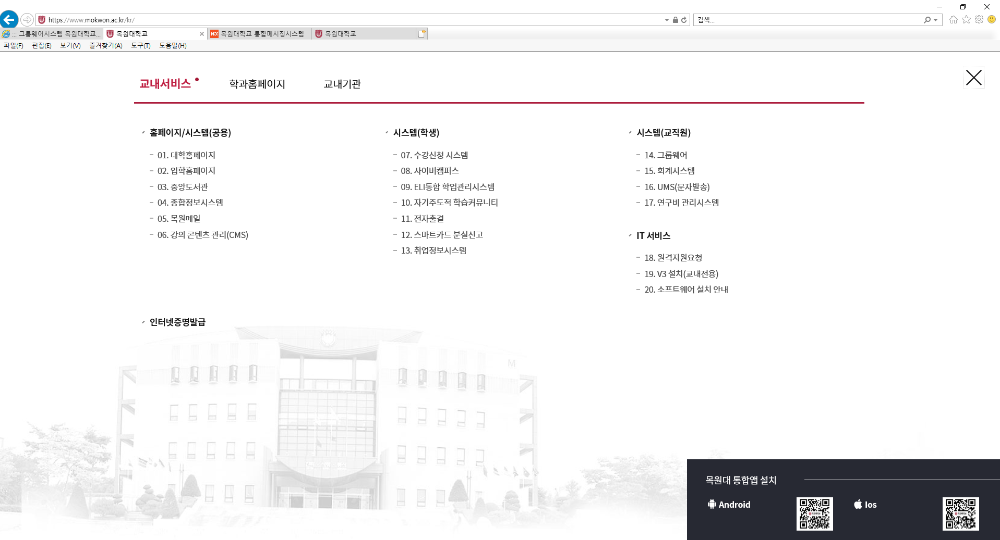 https://www.mokwon.ac.kr/kr/
검색...
::: 그룹웨어시스템 목원대학교...
목원대학교
목원대학교 통합메시징시스템
목원대학교
파일(F) 편집(E) 보기(V) 즐겨찾기(A) 도구(T) 도움말(H)
교내서비스
학과홈페이지
교내기관
홈페이지/시스템(공용)
01. 대학홈페이지
02. 입학홈페이지
03. 중앙도서관
04. 종합정보시스템
05. 목원메일
06. 강의 콘텐츠 관리(CMS)
시스템(학생)
07. 수강신청 시스템
08. 사이버캠퍼스
09. ELI통합 학업관리시스템
10. 자기주도적 학습커뮤니티
11. 전자출결
12. 스마트카드 분실신고
13. 취업정보시스템
시스템(교직원)
14. 그룹웨어
15. 회계시스템
16. UMS(문자발송)
17. 연구비 관리시스템
IT 서비스
18. 원격지원요청
19. V3 설치(교내전용)
20. 소프트웨어 설치 안내
인터넷증명발급
M
목원대 통합앱 설치
Android
Ios